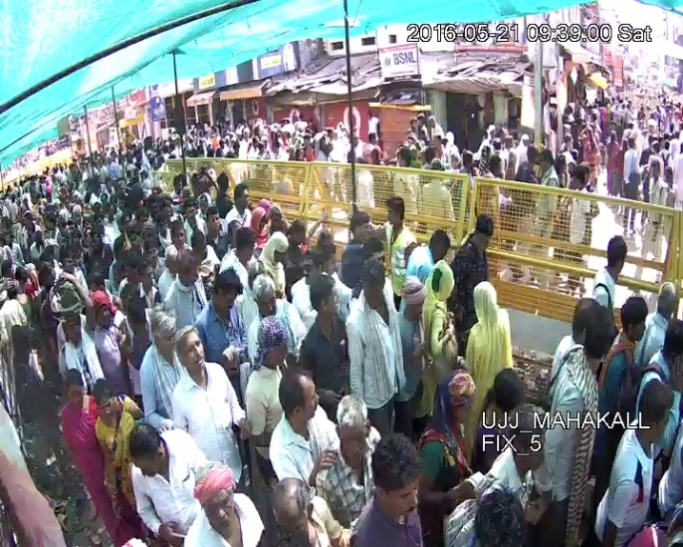 2016-05-21 09:39:00 Sat
BSNL
UJJ_MAHAKALL
FIX_5